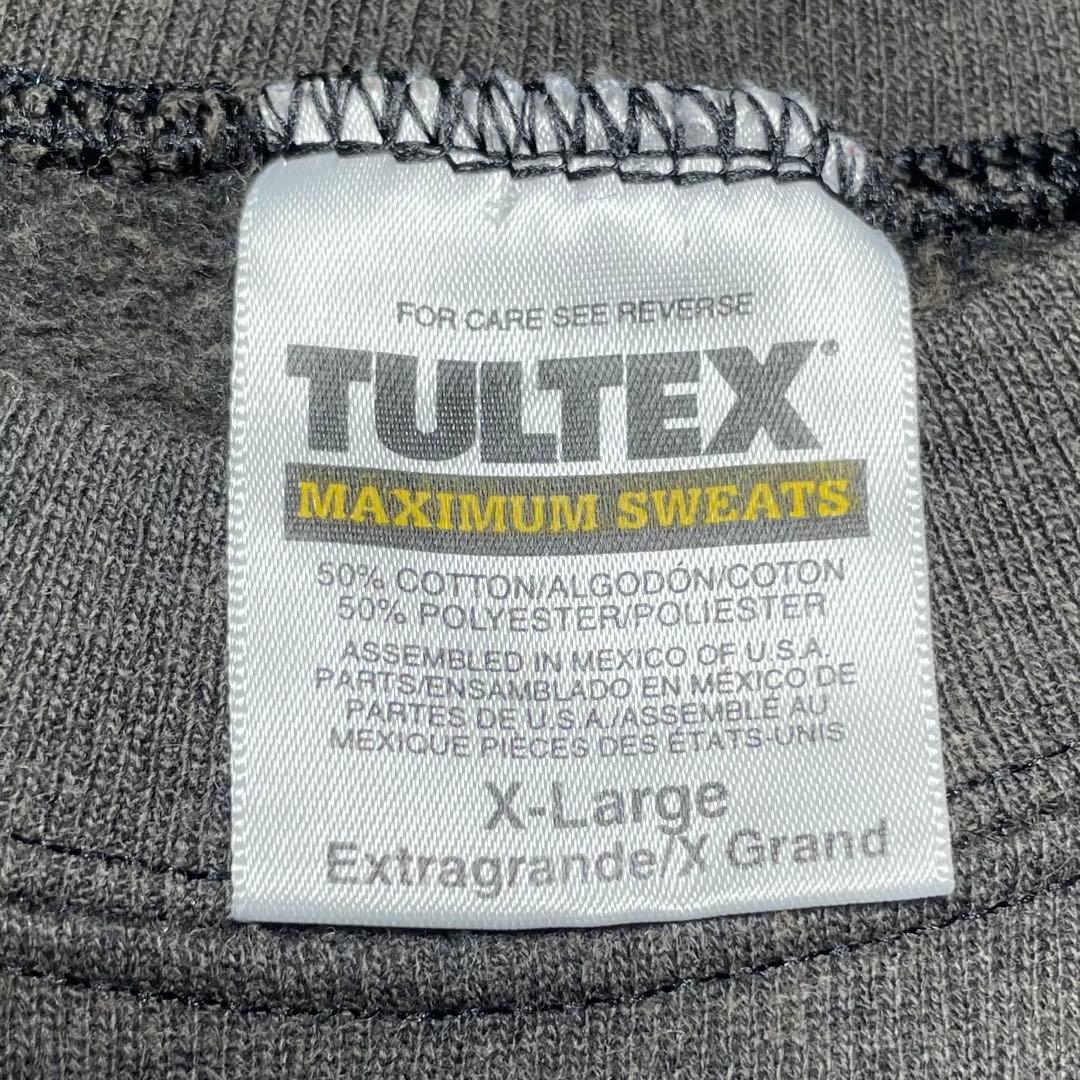 FOR CARE SEE REVERSE
TULTEX®
MAXIMUM SWEATS
50% COTTON/ALGODÓN/COTON
50% POLYESTER/POLIESTER
ASSEMBLED IN MEXICO OF U.S.A.
PARTS/ENSAMBLADO EN MÉXICO DE
PARTES DE U.S.A./ASSEMBLÉ AU
MEXIQUE PIÈCES DES ÉTATS-UNIS
X-Large
Extragrande/X Grand